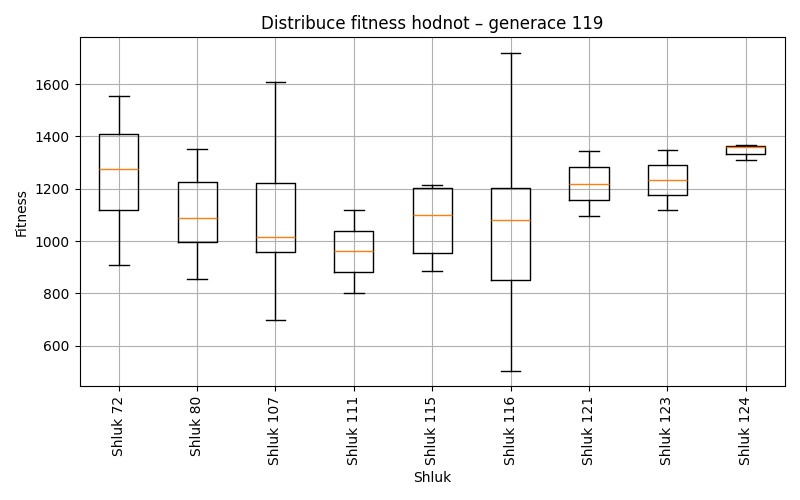 Distribuce fitness hodnot – generace 119
Fitness
1600
1400
1200
1000
800
600
Shluk 72
Shluk 80
Shluk 107
Shluk 111
Shluk 115
Shluk 116
Shluk 121
Shluk 123
Shluk 124
Shluk